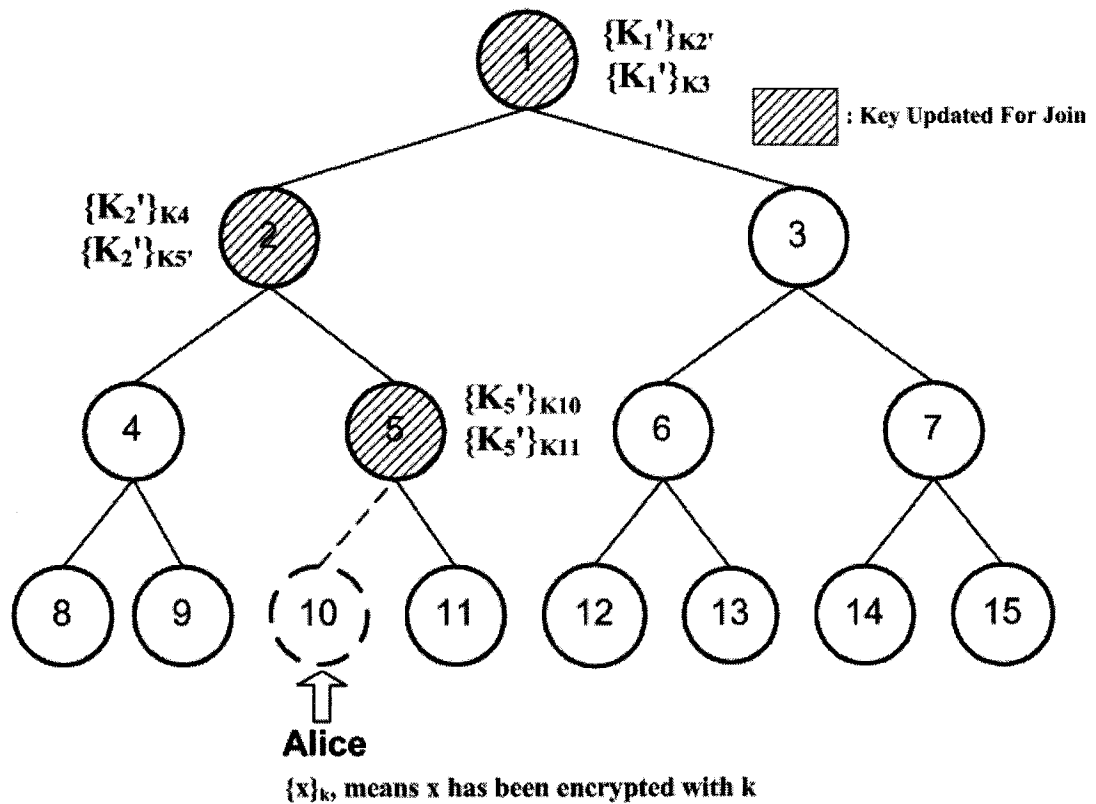 1
{K₁'}K2'
{K₁'}K3
: Key Updated For Join
{K₂'}K4
{K₂'}K5'
2
3
4
5
{K₅'}K10
{K₅'}K11
6
7
8
9
10
11
12
13
14
15
Alice
{x}k, means x has been encrypted with k